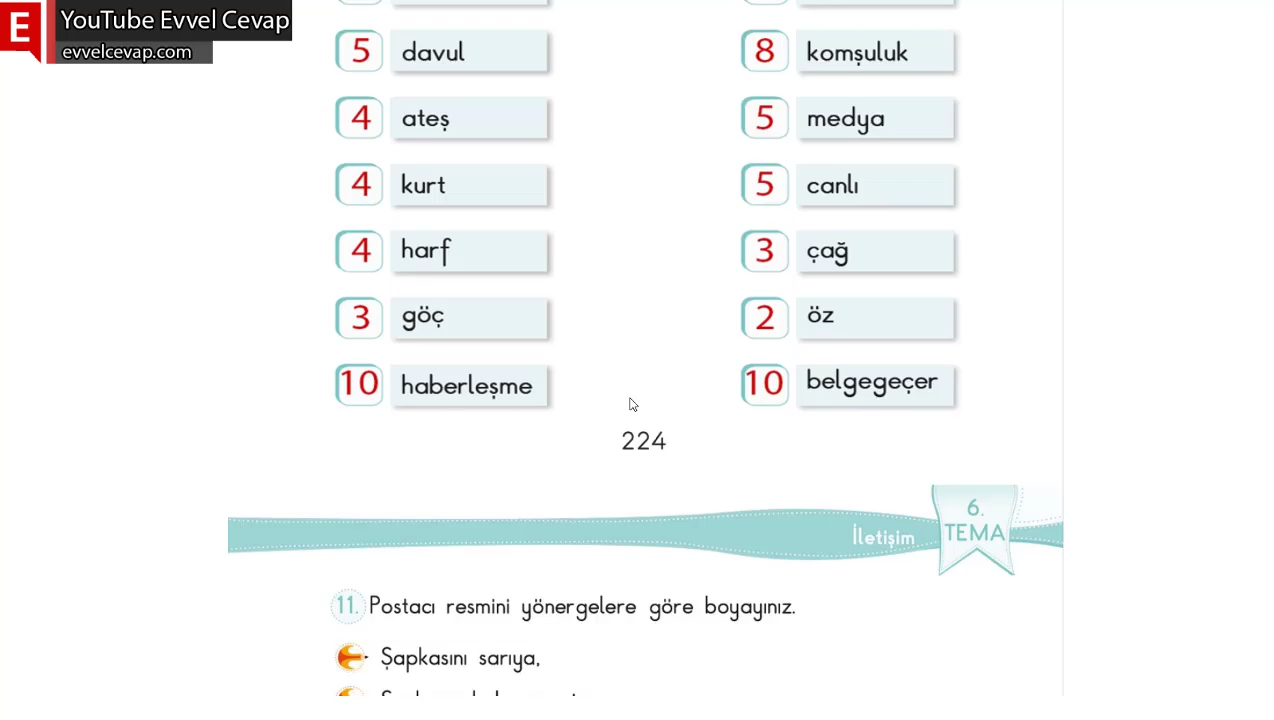 YouTube Evvel Cevap
evvelcevap.com
5 davul
8 komşuluk
4 ateş
5 medya
4 kurt
5 canlı
4 harf
3 çağ
3 göç
2 öz
10 haberleşme
10 belgegeçer
224
6.
TEMA
İletişim
11. Postacı resmini yönergelere göre boyayınız.
Şapkasını sarıya,